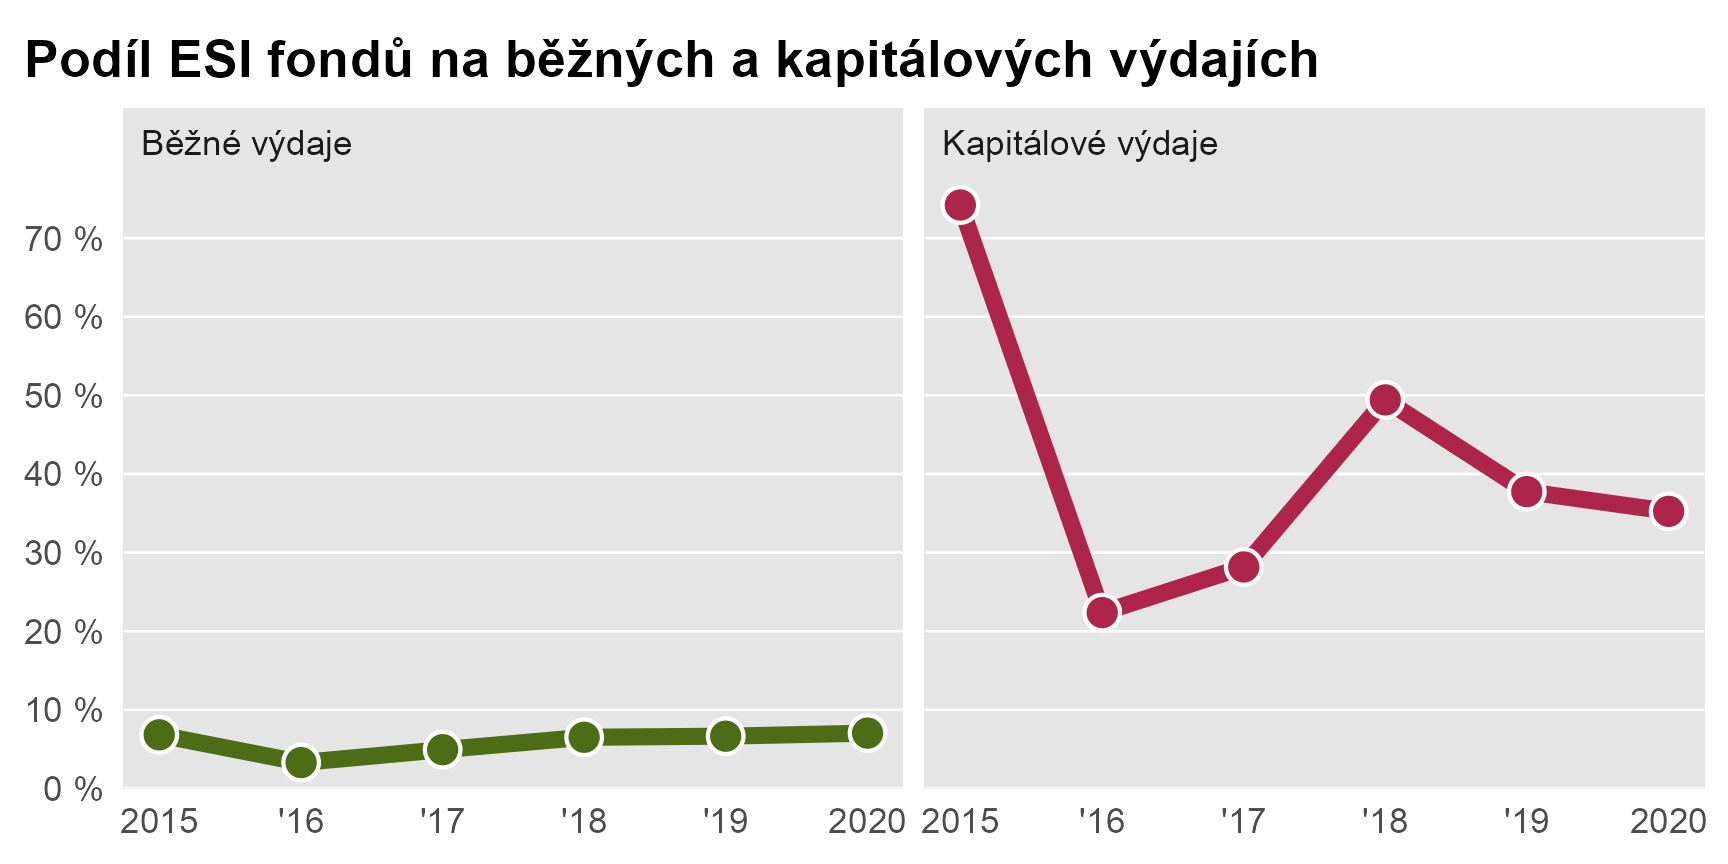 Podíl ESI fondů na běžných a kapitálových výdajích
Běžné výdaje
Kapitálové výdaje
70 %
60 %
50 %
40 %
30 %
20 %
10 %
0 %
2015 '16 '17 '18 '19 2020
2015 '16 '17 '18 '19 2020